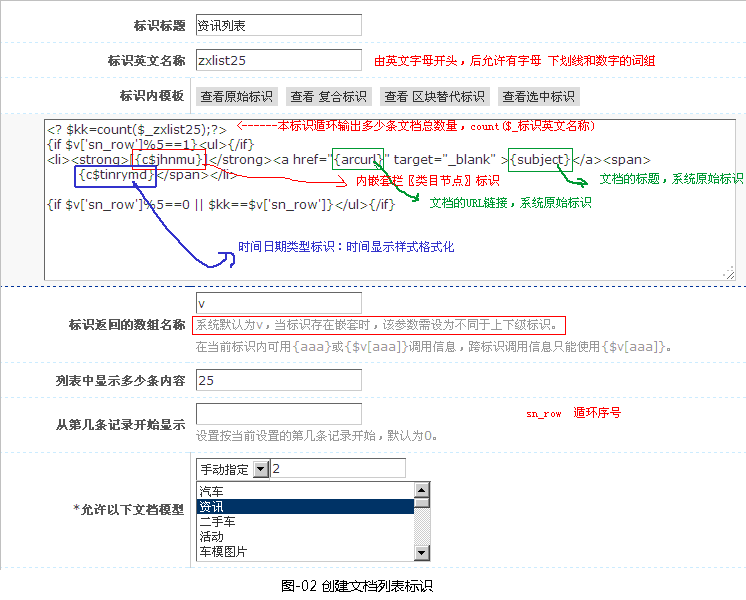 标识标题 资讯列表
标识英文名称 zxlist25 由英文字母开头，后允许有字母 下划线和数字的词组
标识内模板 查看原始标识 查看 复合标识 查看 区块替代标识 查看选中标识
<? $kk=count($_zxlist25);?> <------本标识循环输出多少条文档总数量，count($_标识英文名称)
{if $v['sn_row']%5==1}<ul>{/if}
<li><strong>[{c$jhnmu}]</strong><a href="{arcurl}" target="_blank" >{subject}</a><span>
{c$tinrymd}</span></li>
内嵌套栏〖类目节点〗标识
文档的标题，系统原始标识
文档的URL链接，系统原始标识
{if $v['sn_row']%5==0 || $kk==$v['sn_row']}</ul>{/if}
时间日期类型标识：时间显示样式格式化
标识返回的数组名称 v
系统默认为v，当标识存在嵌套时，该参数需设为不同于上下级标识。
在当前标识内可用{aaa}或{$v[aaa]}调用信息，跨标识调用信息只能使用{$v[aaa]}。
列表中显示多少条内容 25
从第几条记录开始显示 sn_row 循环序号
设置按当前设置的第几条记录开始，默认为0。
*允许以下文档模型 手动指定 2
汽车
资讯
二手车
活动
车模图片
图-02 创建文档列表标识